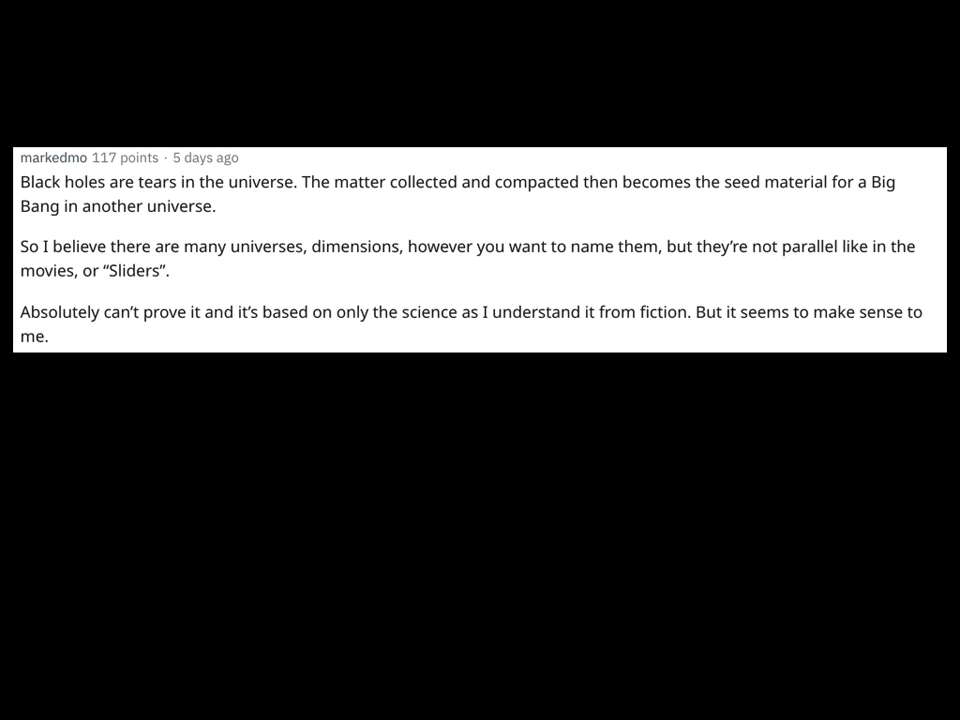 markedmo 117 points · 5 days ago
Black holes are tears in the universe. The matter collected and compacted then becomes the seed material for a Big
Bang in another universe.
So I believe there are many universes, dimensions, however you want to name them, but they’re not parallel like in the
movies, or “Sliders”.
Absolutely can’t prove it and it’s based on only the science as I understand it from fiction. But it seems to make sense to
me.